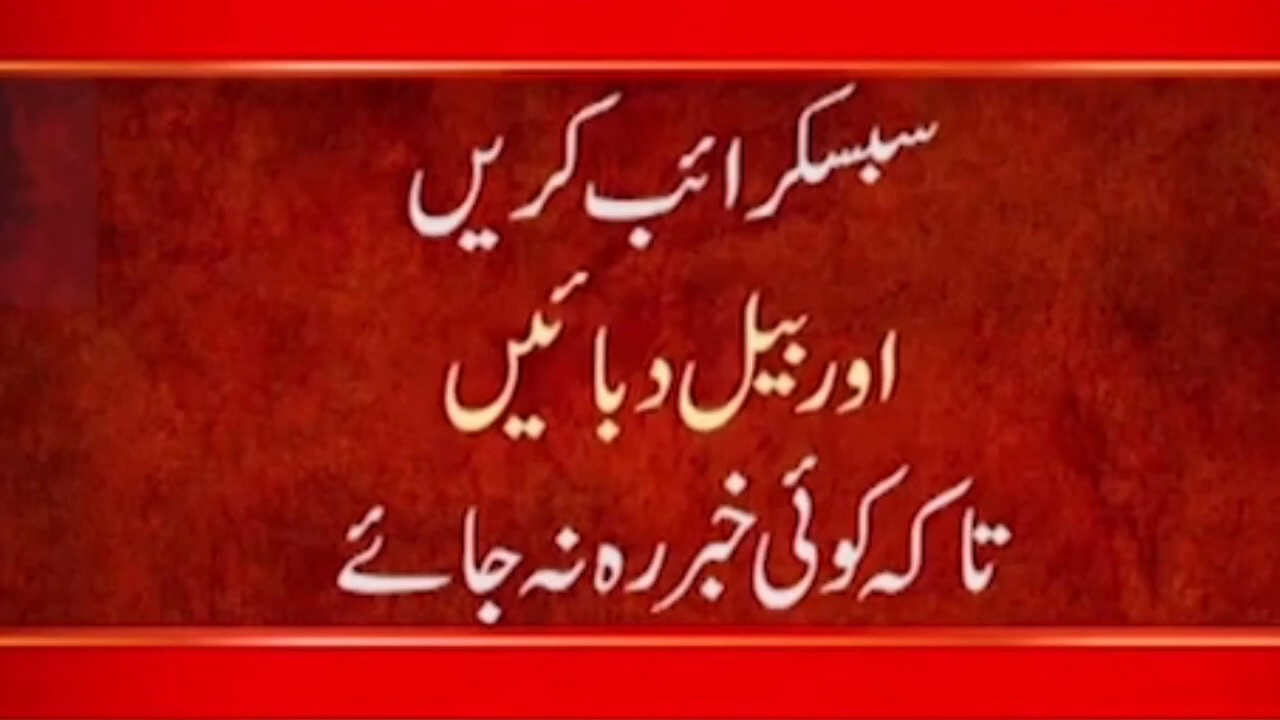 سبسکرائب کریں
اور بیل دبائیں
تاکہ کوئی خبر رہ نہ جائے